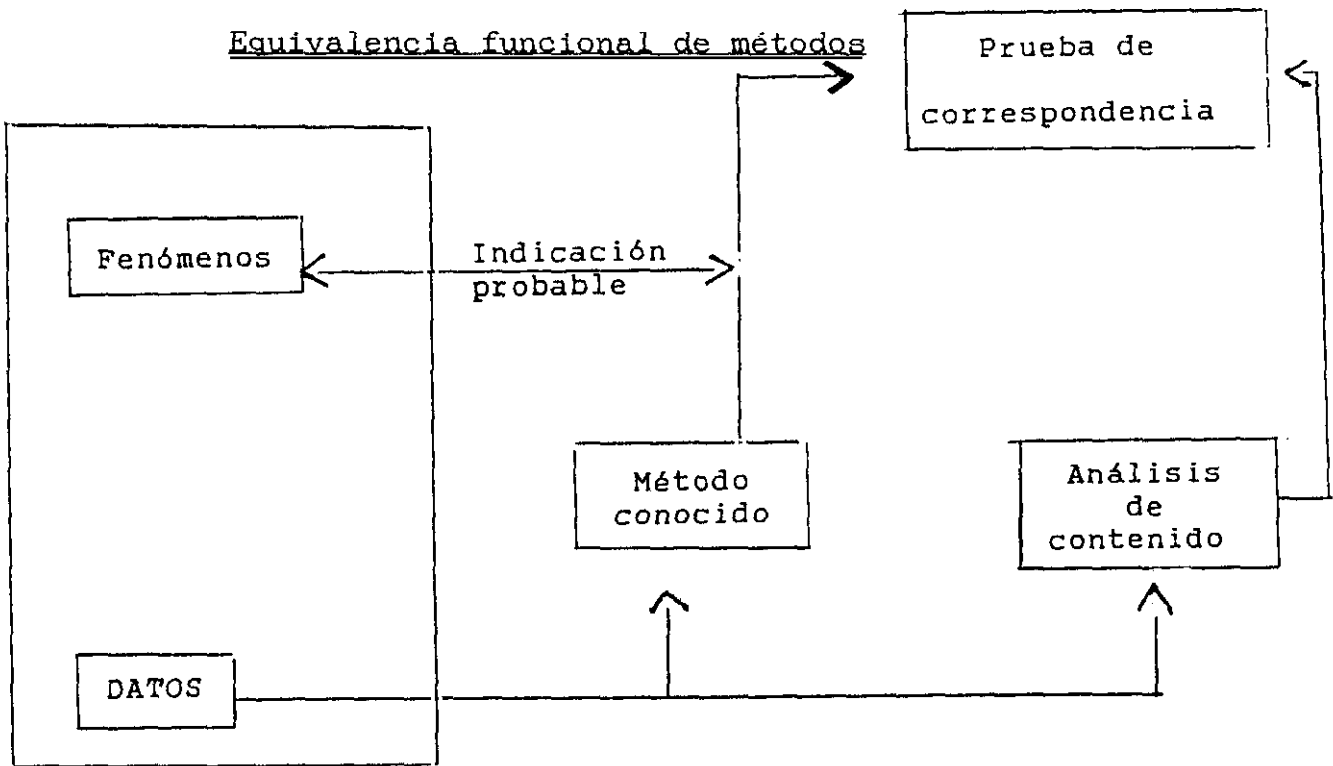 Equivalencia funcional de métodos
Prueba de
correspondencia
Fenómenos
Indicación
probable
Método
conocido
Análisis
de
contenido
DATOS